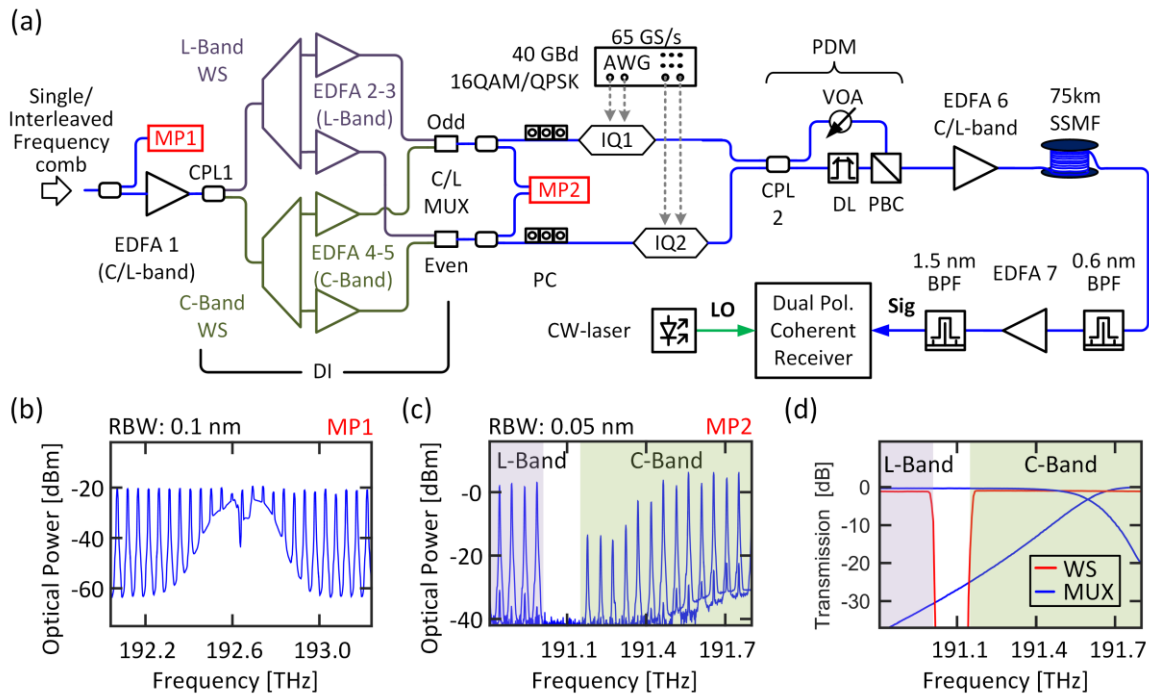 (a)
L-Band
WS
Single/
Interleaved
Frequency
comb
MP1
CPL1
EDFA 1
(C/L-band)
EDFA 2-3
(L-Band)
EDFA 4-5
(C-Band)
C-Band
WS
DI
Odd
C/L
MUX
Even
MP2
PC
40 GBd
16QAM/QPSK
65 GS/s
AWG
IQ1
IQ2
CPL
2
PDM
VOA
DL
PBC
EDFA 6
C/L-band
75km
SSMF
0.6 nm
BPF
EDFA 7
1.5 nm
BPF
Sig
Dual Pol.
Coherent
Receiver
LO
CW-laser
(b)
RBW: 0.1 nm
MP1
Optical Power [dBm]
-20
-40
-60
192.2
192.6
193.0
Frequency [THz]
(c)
RBW: 0.05 nm
MP2
L-Band
C-Band
Optical Power [dBm]
-0
-20
-40
191.1
191.4
191.7
Frequency [THz]
(d)
L-Band
C-Band
Transmission [dB]
0
-10
-20
-30
WS
MUX
191.1
191.4
191.7
Frequency [THz]